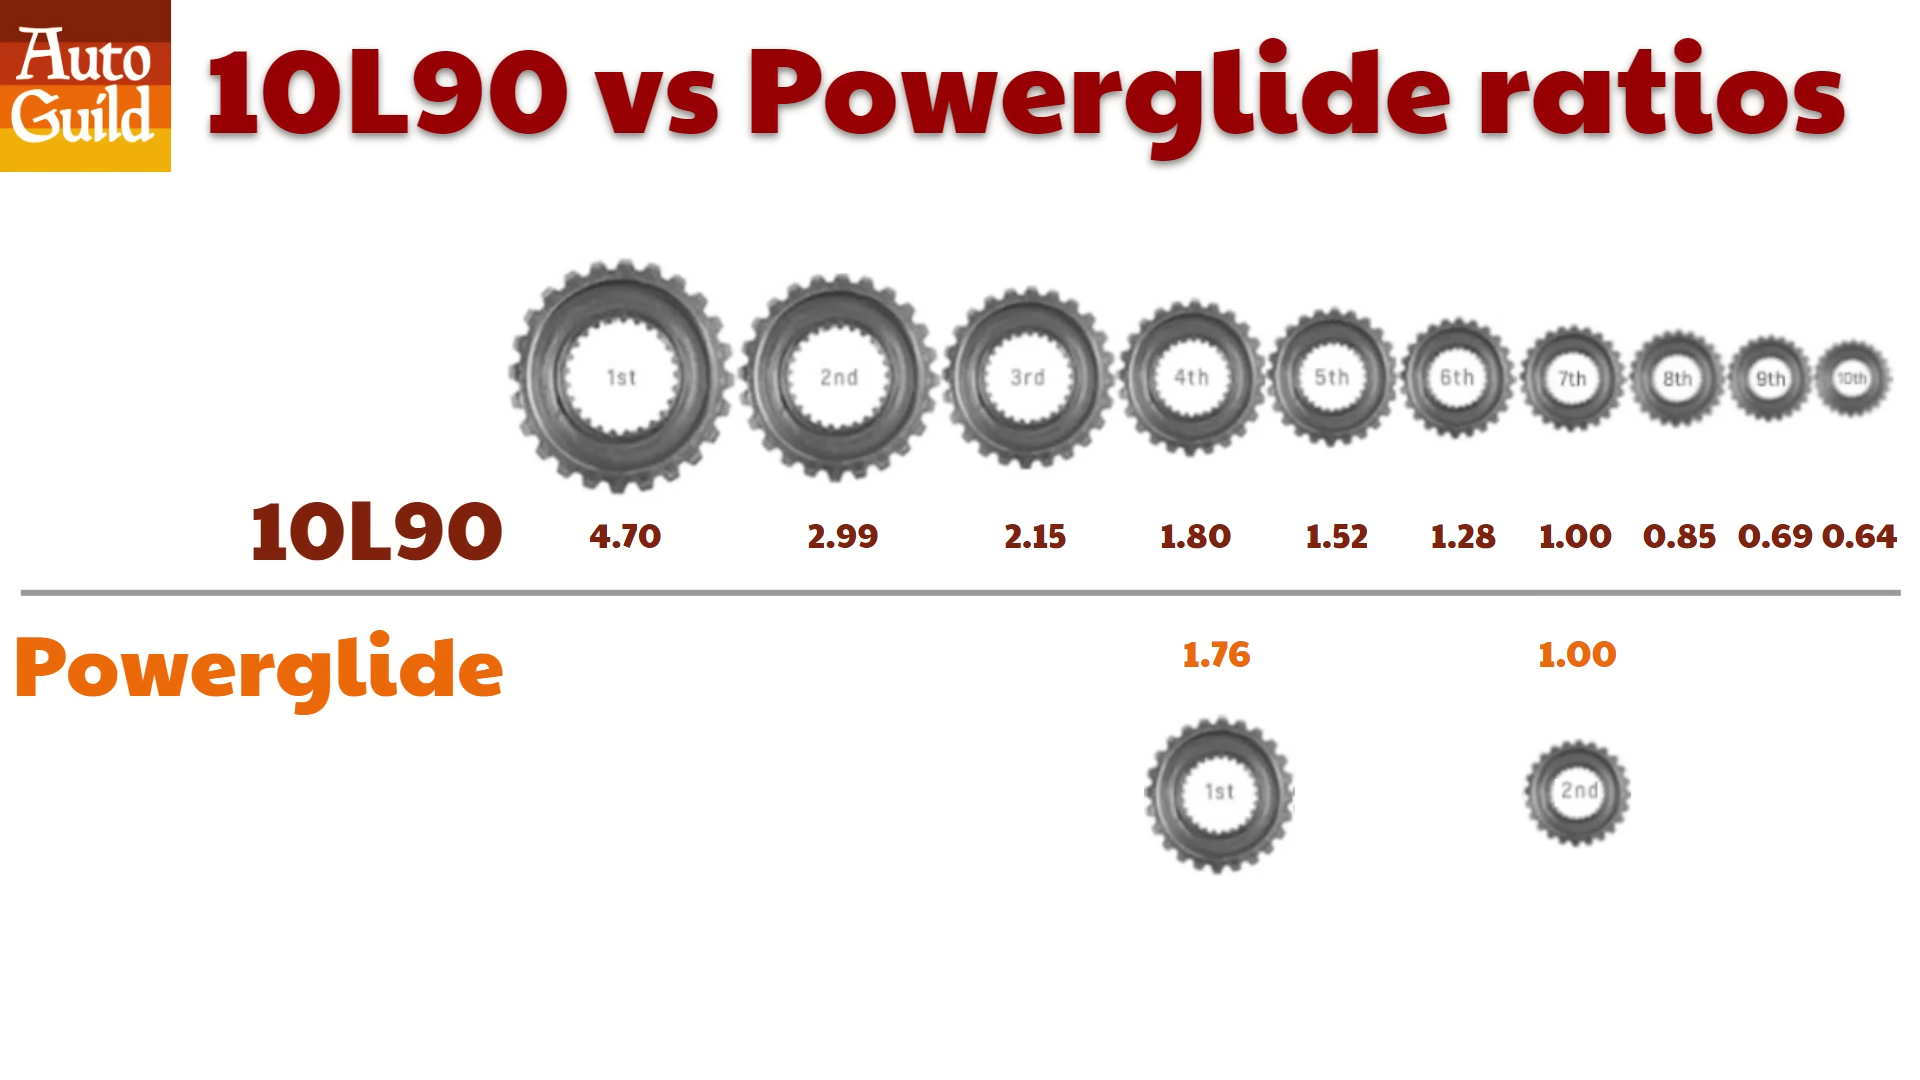 Auto
Guild
10L90 vs Powerglide ratios
1st 2nd 3rd 4th 5th 6th 7th 8th 9th 10th
10L90 4.70 2.99 2.15 1.80 1.52 1.28 1.00 0.85 0.69 0.64
Powerglide 1.76 1.00
1st 2nd